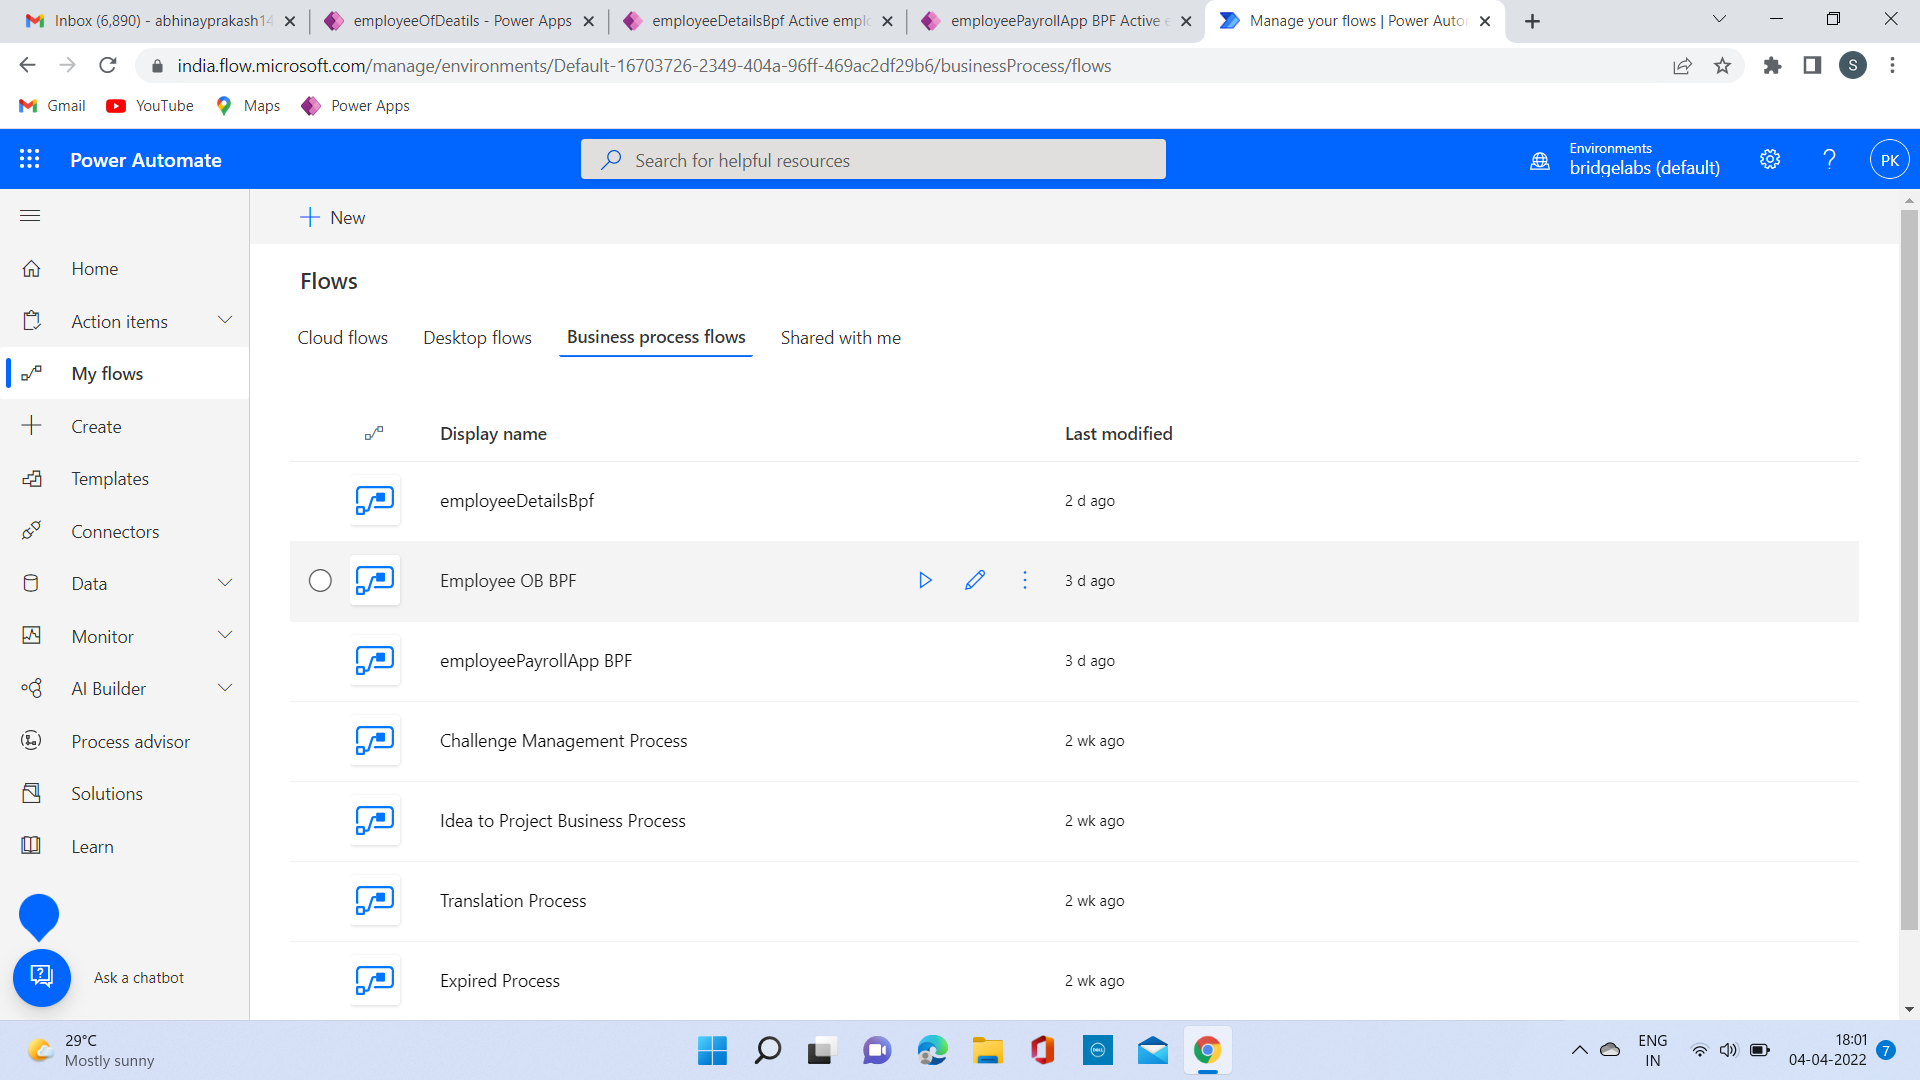 Inbox (6,890) - abhinayprakash14
employeeOfDeatils - Power Apps
employeeDetailsBpf Active emplo
employeePayrollApp BPF Active e
Manage your flows | Power Auto
india.flow.microsoft.com/manage/environments/Default-16703726-2349-404a-96ff-469ac2df29b6/businessProcess/flows
S
Gmail
YouTube
Maps
Power Apps
Power Automate
Search for helpful resources
Environments
bridgelabs (default)
PK
New
Home
Action items
My flows
Create
Templates
Connectors
Data
Monitor
AI Builder
Process advisor
Solutions
Learn
Ask a chatbot
Flows
Cloud flows
Desktop flows
Business process flows
Shared with me
Display name
Last modified
employeeDetailsBpf
2 d ago
Employee OB BPF
3 d ago
employeePayrollApp BPF
3 d ago
Challenge Management Process
2 wk ago
Idea to Project Business Process
2 wk ago
Translation Process
2 wk ago
Expired Process
2 wk ago
29°C
Mostly sunny
DELL
ENG
IN
18:01
04-04-2022
7